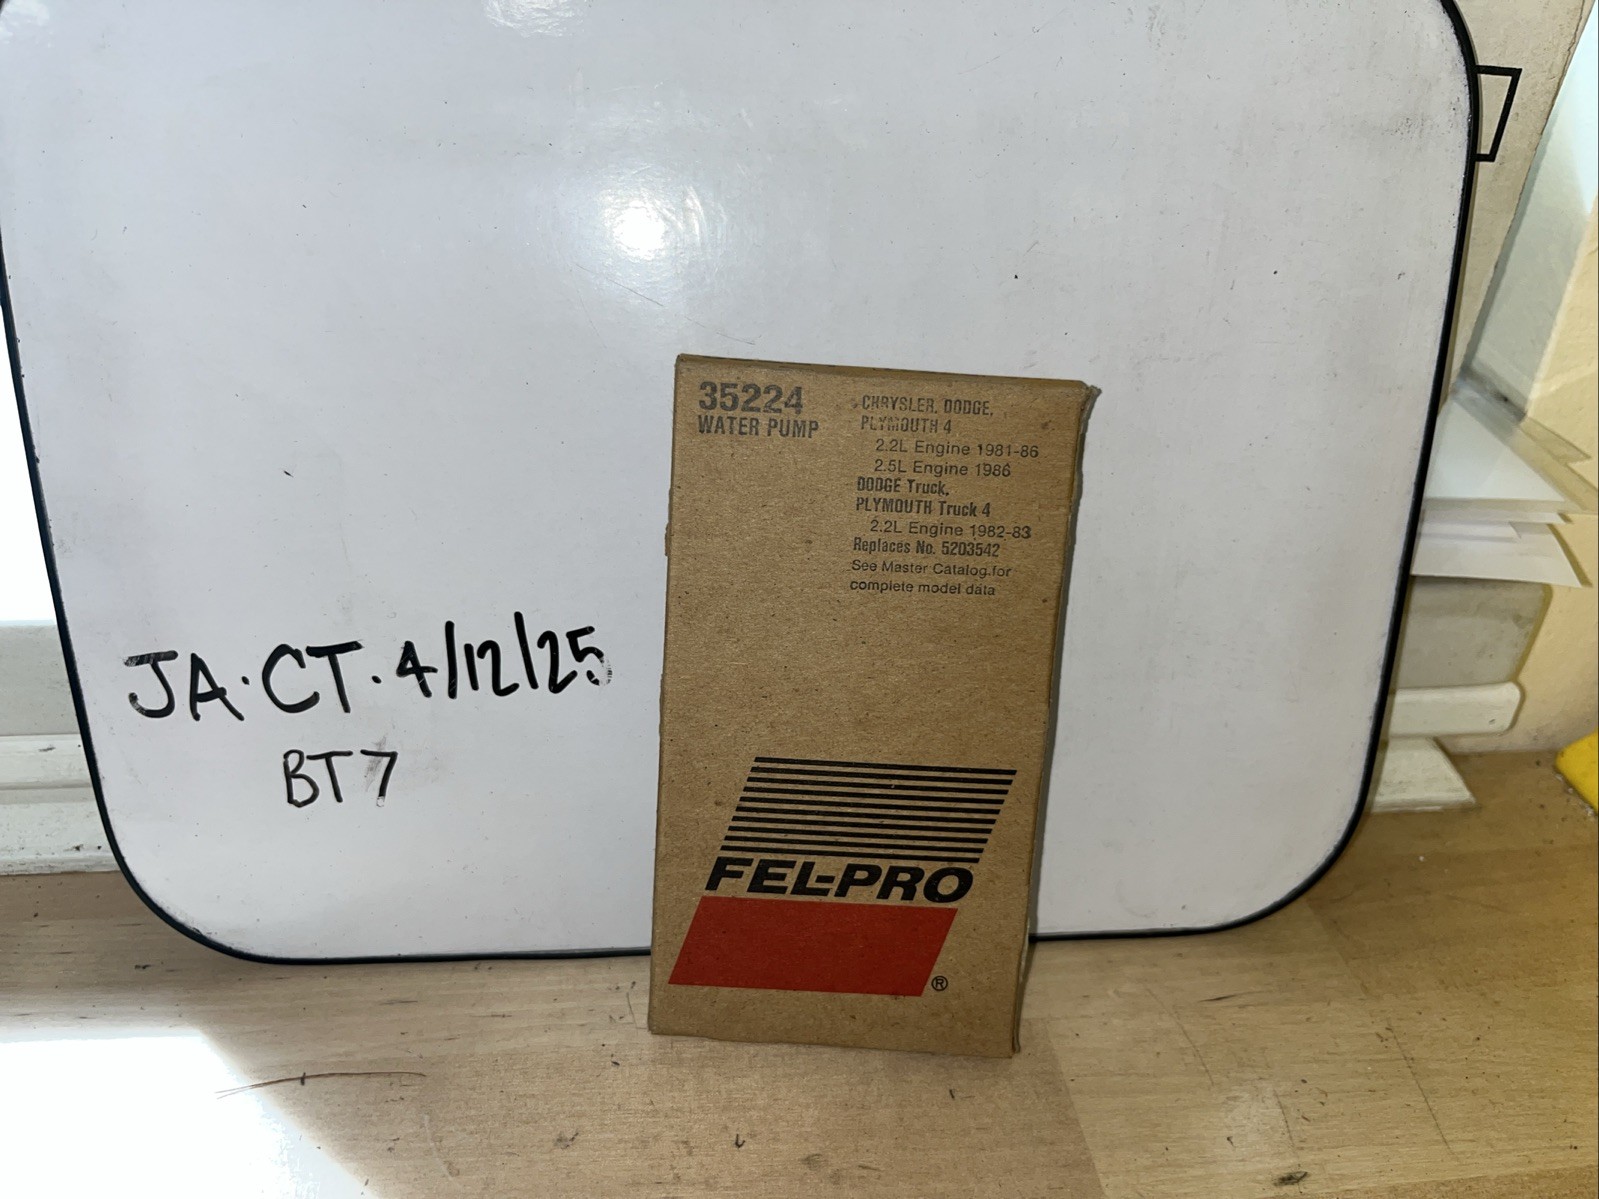 JA·CT·4/12/25
BT7
35224
WATER PUMP
CHRYSLER, DODGE,
PLYMOUTH 4
2.2L Engine 1981-86
2.5L Engine 1986
DODGE Truck,
PLYMOUTH Truck 4
2.2L Engine 1982-83
Replaces No. 5203542
See Master Catalog for
complete model data
FEL-PRO
®